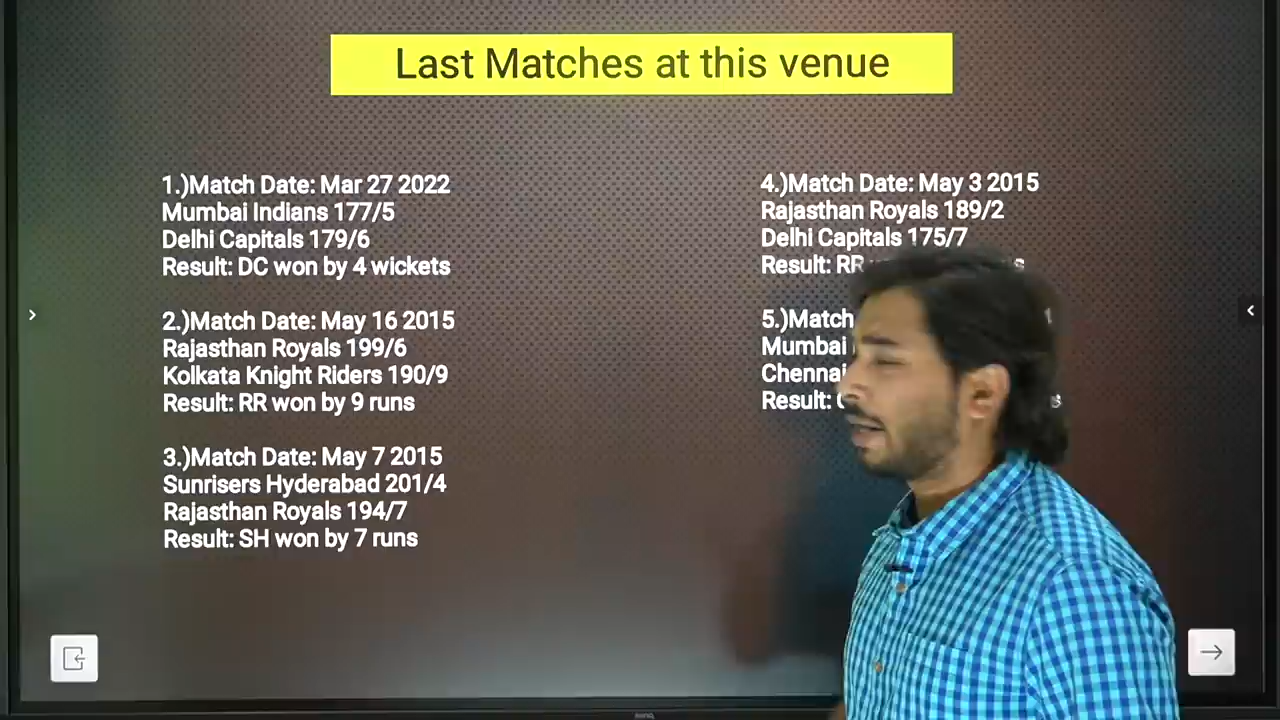 Last Matches at this venue
1.)Match Date: Mar 27 2022
Mumbai Indians 177/5
Delhi Capitals 179/6
Result: DC won by 4 wickets
2.)Match Date: May 16 2015
Rajasthan Royals 199/6
Kolkata Knight Riders 190/9
Result: RR won by 9 runs
3.)Match Date: May 7 2015
Sunrisers Hyderabad 201/4
Rajasthan Royals 194/7
Result: SH won by 7 runs
4.)Match Date: May 3 2015
Rajasthan Royals 189/2
Delhi Capitals 175/7
Result: RR
5.)Match
Mumbai
Chennai
Result:
BenQ